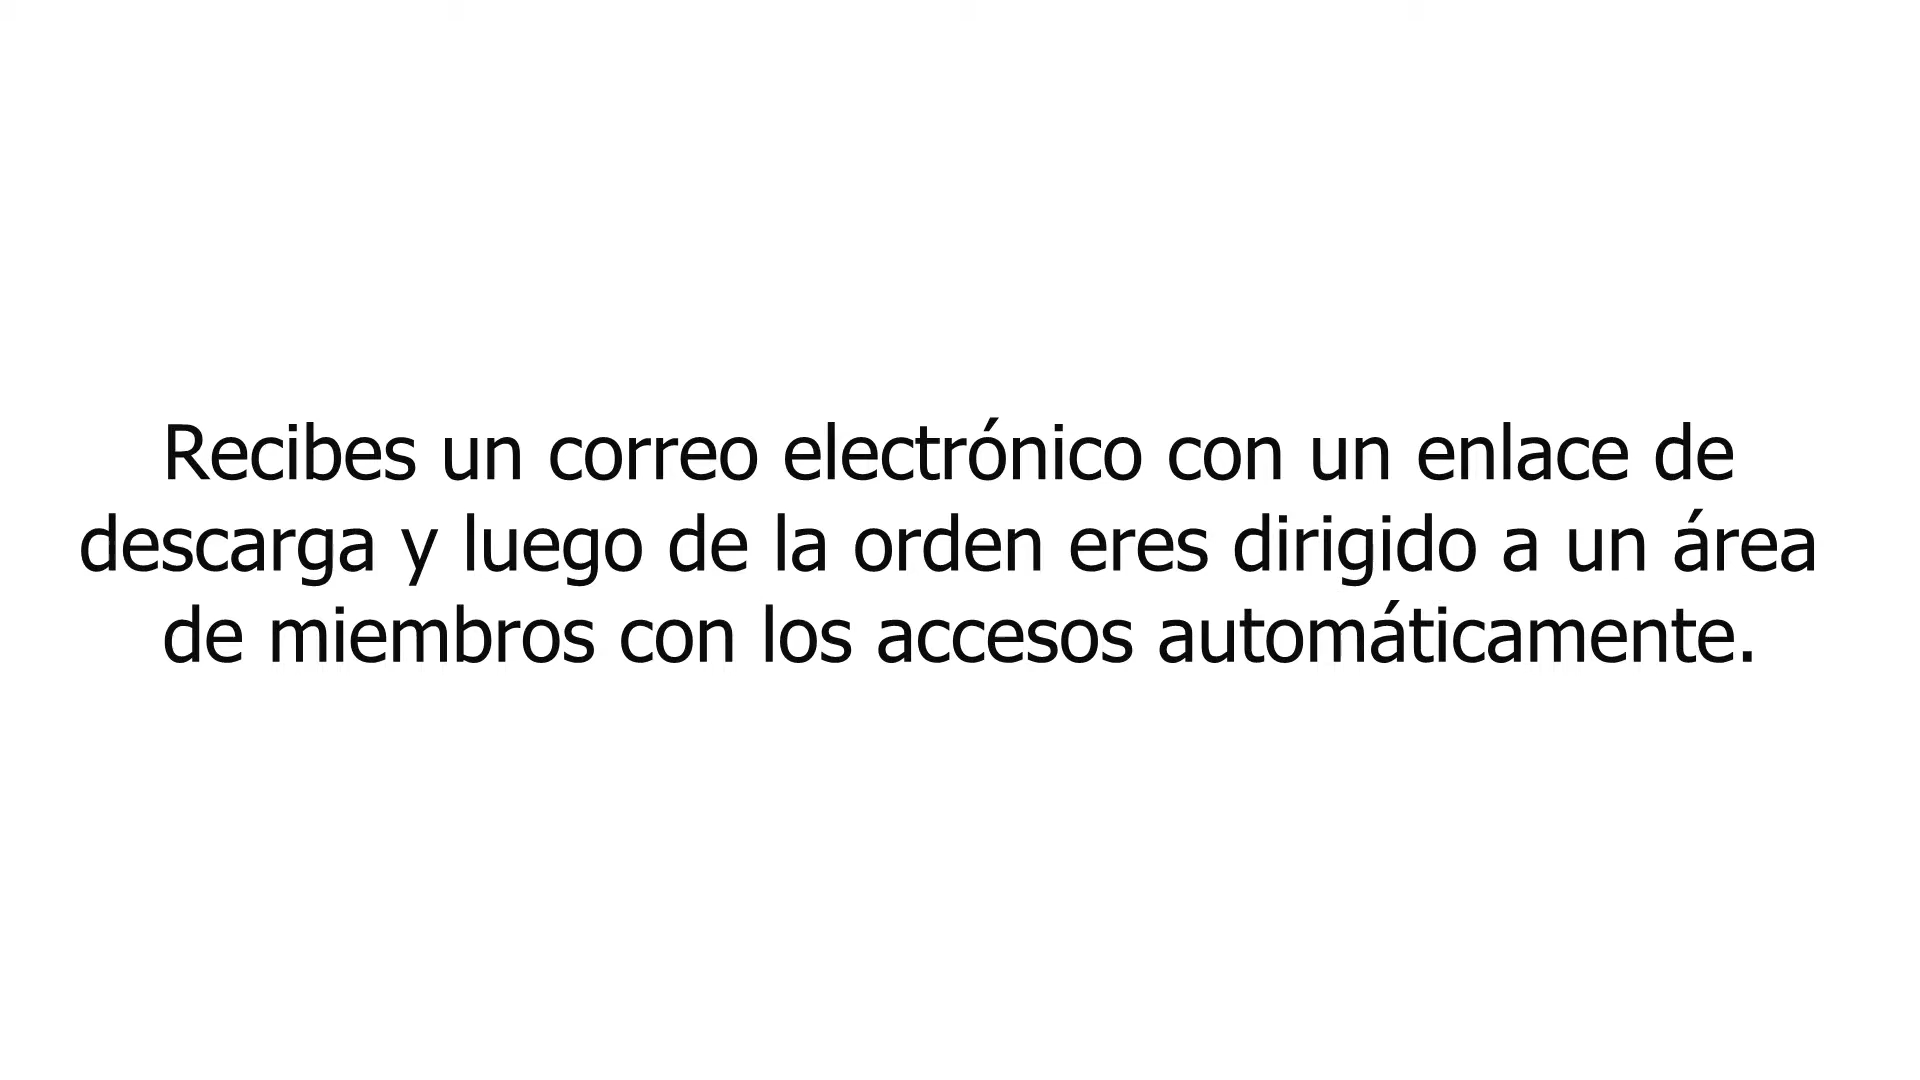 Recibes un correo electrónico con un enlace de
descarga y luego de la orden eres dirigido a un área
de miembros con los accesos automáticamente.